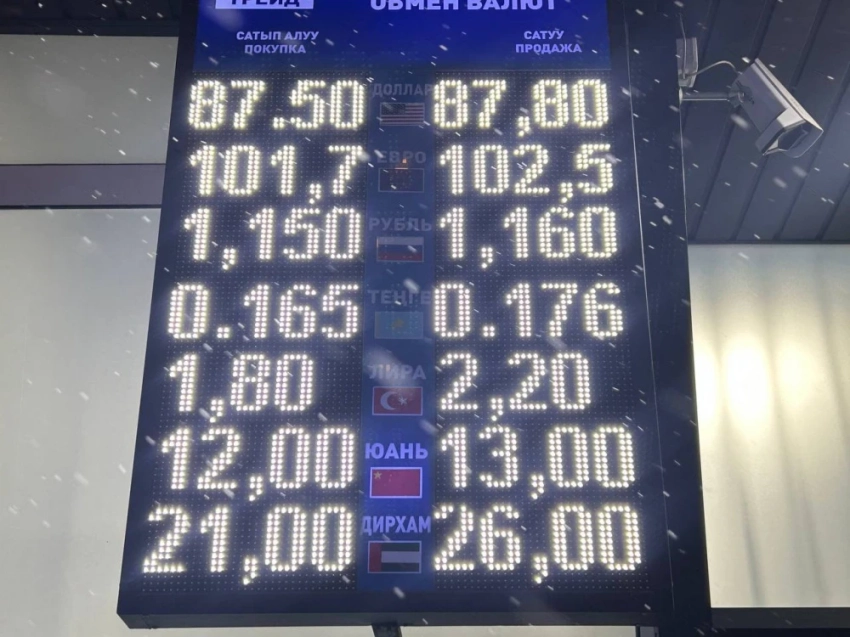 ТРЕЙД
ОБМЕН ВАЛЮТ
САТЫП АЛУУ
ПОКУПКА
САТУУ
ПРОДАЖА
87.50 ДОЛЛАР 87,80
101,7 ЕВРО 102,5
1,150 РУБЛЬ 1,160
0.165 ТЕҢГЕ 0.176
1,80 ЛИРА 2,20
12,00 ЮАНЬ 13,00
21,00 ДИРХАМ 26,00